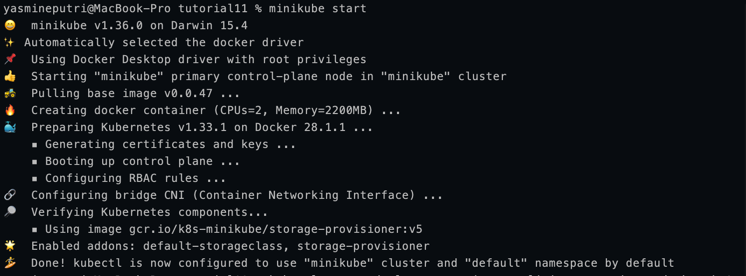 yasmineputri@MacBook-Pro tutorial11 % minikube start
😄 minikube v1.36.0 on Darwin 15.4
✨ Automatically selected the docker driver
📌 Using Docker Desktop driver with root privileges
👍 Starting "minikube" primary control-plane node in "minikube" cluster
🚜 Pulling base image v0.0.47 ...
🔥 Creating docker container (CPUs=2, Memory=2200MB) ...
🐳 Preparing Kubernetes v1.33.1 on Docker 28.1.1 ...
▪ Generating certificates and keys ...
▪ Booting up control plane ...
▪ Configuring RBAC rules ...
🔗 Configuring bridge CNI (Container Networking Interface) ...
🔎 Verifying Kubernetes components...
▪ Using image gcr.io/k8s-minikube/storage-provisioner:v5
🌟 Enabled addons: default-storageclass, storage-provisioner
🏄 Done! kubectl is now configured to use "minikube" cluster and "default" namespace by default